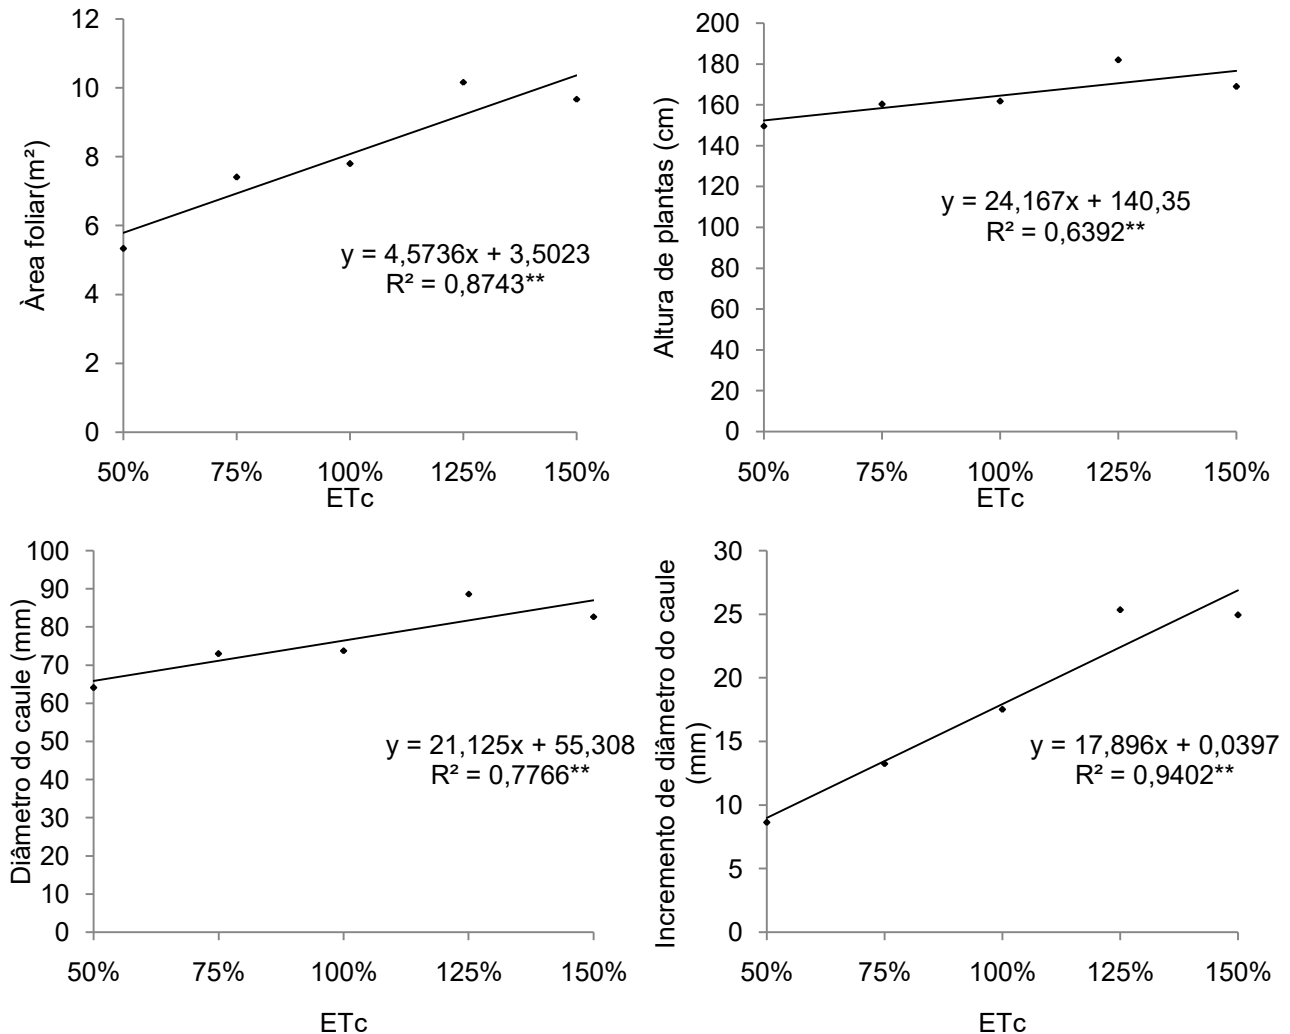 12
10
8
6
4
2
0
Àrea foliar(m²)
y = 4,5736x + 3,5023
R² = 0,8743**
50% 75% 100% 125% 150%
ETc
200
180
160
140
120
100
80
60
40
20
0
Altura de plantas (cm)
y = 24,167x + 140,35
R² = 0,6392**
50% 75% 100% 125% 150%
ETc
100
90
80
70
60
50
40
30
20
10
0
Diâmetro do caule (mm)
y = 21,125x + 55,308
R² = 0,7766**
50% 75% 100% 125% 150%
ETc
30
25
20
15
10
5
0
Incremento de diâmetro do caule
(mm)
y = 17,896x + 0,0397
R² = 0,9402**
50% 75% 100% 125% 150%
ETc